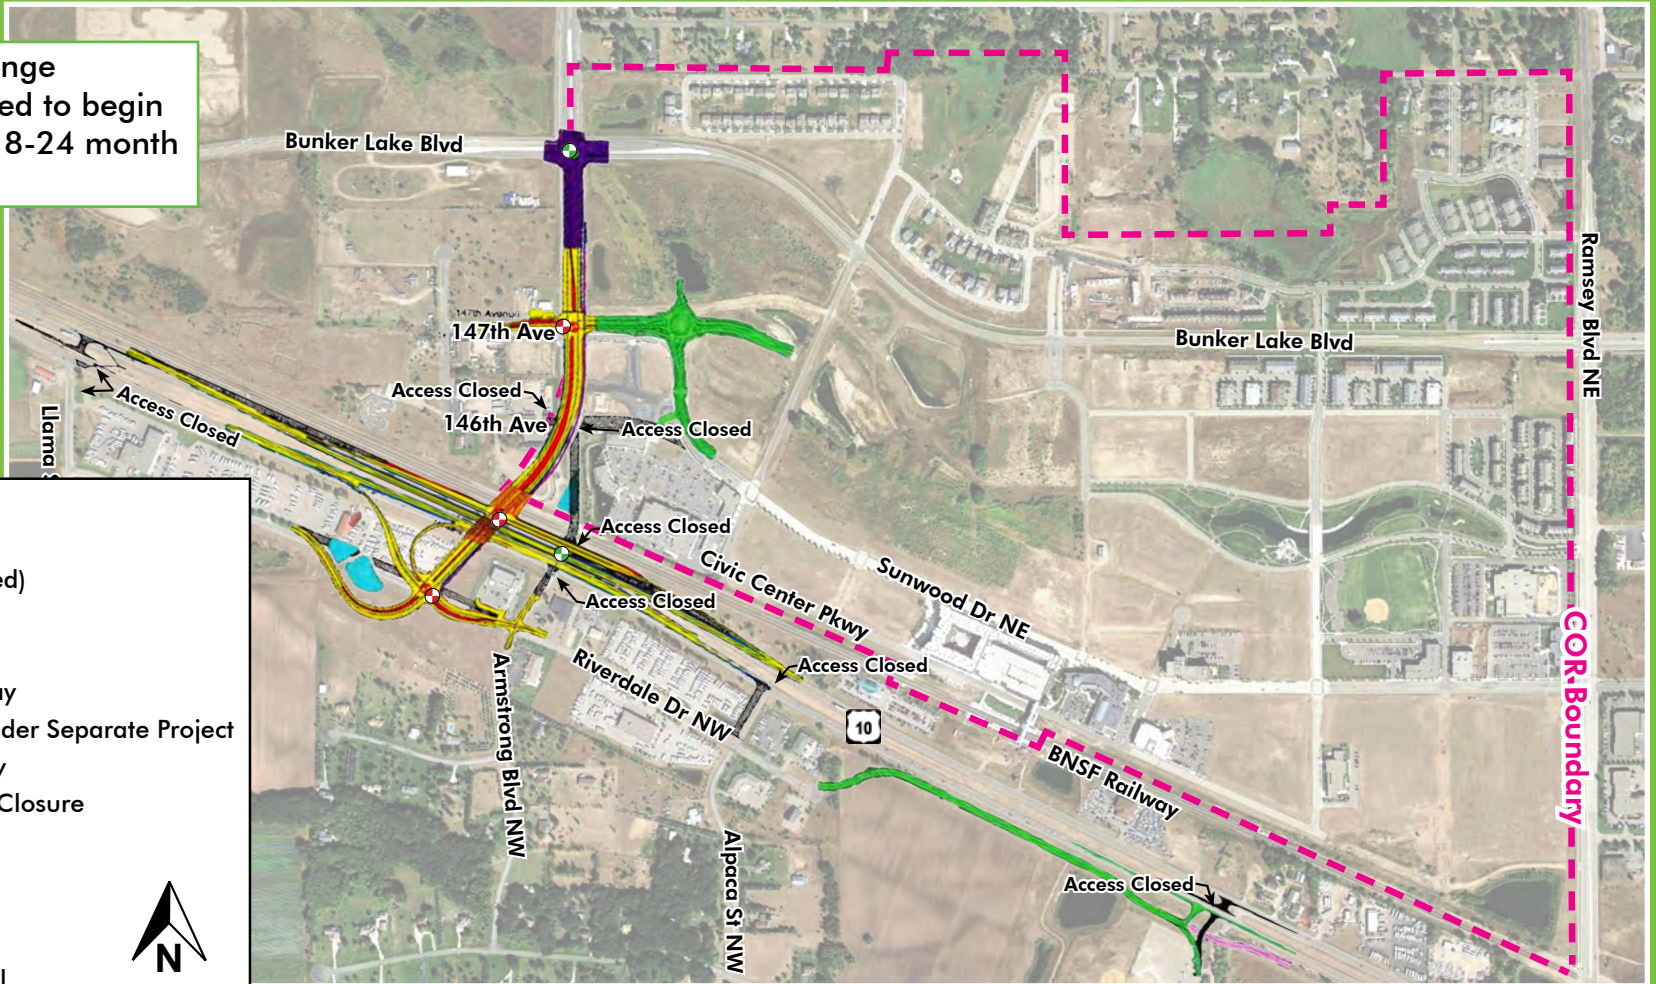 nge
ed to begin
8-24 month
Bunker Lake Blvd
147th Avenue
147th Ave
Access Closed
146th Ave
Access Closed
Access Closed
Llama S
Bunker Lake Blvd
Ramsey Blvd NE
Access Closed
Access Closed
Civic Center Pkwy
Sunwood Dr NE
Access Closed
Riverdale Dr NW
Armstrong Blvd NW
10
BNSF Railway
COR Boundary
Alpaca St NW
Access Closed
ed)
ay
der Separate Project
y
Closure
N
l